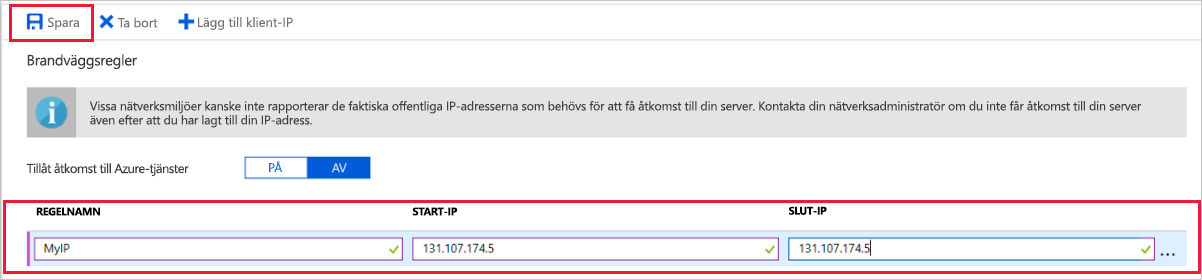 Spara Ta bort Lägg till klient-IP
Brandväggsregler
Vissa nätverksmiljöer kanske inte rapporterar de faktiska offentliga IP-adresserna som behövs för att få åtkomst till din server. Kontakta din nätverksadministratör om du inte får åtkomst till din server
även efter att du har lagt till din IP-adress.
Tillåt åtkomst till Azure-tjänster PÅ AV
REGELNAMN START-IP SLUT-IP
MyIP 131.107.174.5 131.107.174.5 ...